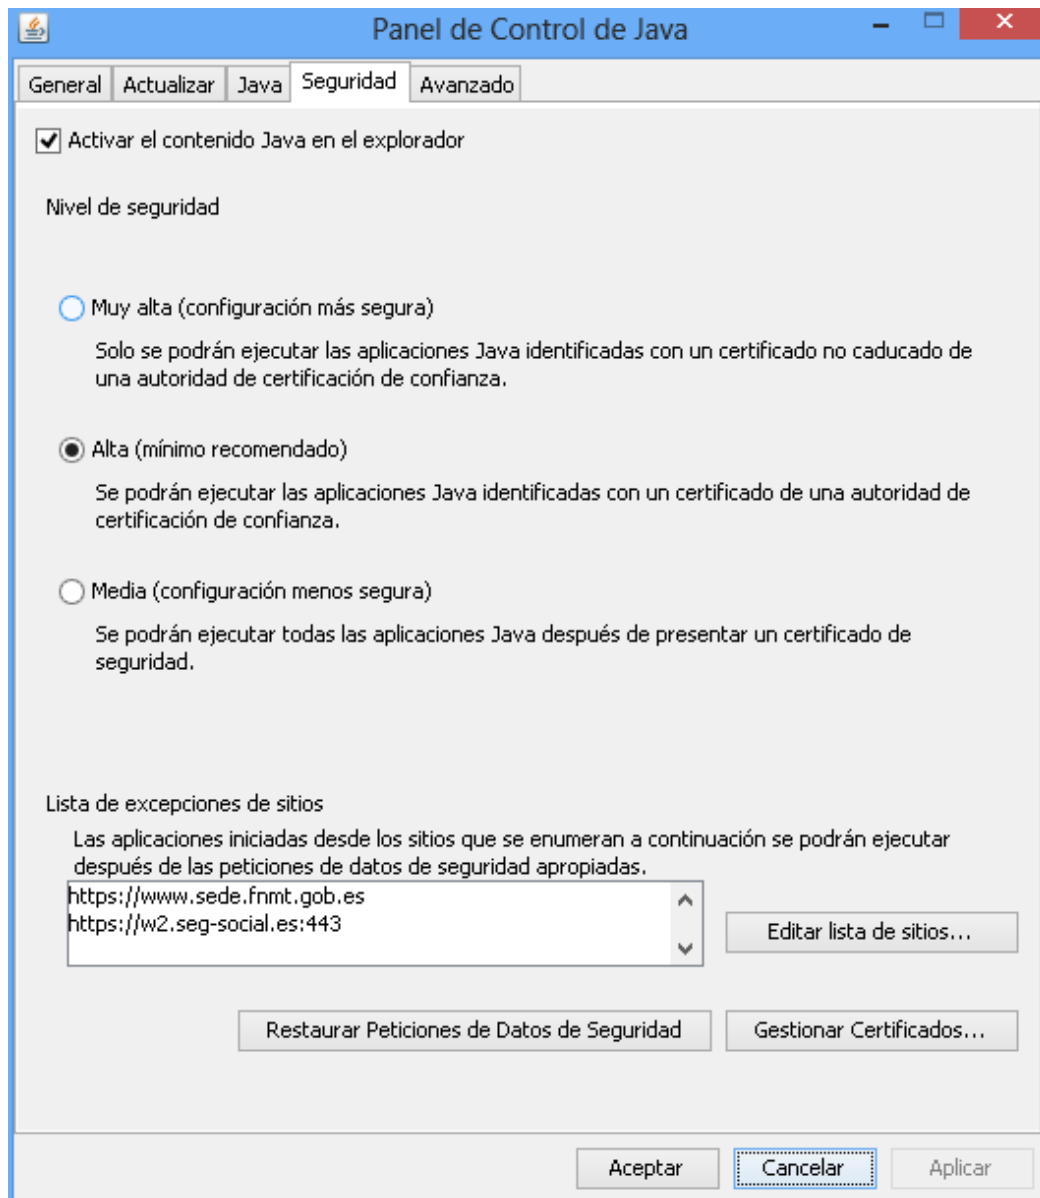 Panel de Control de Java
General
Actualizar
Java
Seguridad
Avanzado
Activar el contenido Java en el explorador
Nivel de seguridad
Muy alta (configuración más segura)
Solo se podrán ejecutar las aplicaciones Java identificadas con un certificado no caducado de
una autoridad de certificación de confianza.
Alta (mínimo recomendado)
Se podrán ejecutar las aplicaciones Java identificadas con un certificado de una autoridad de
certificación de confianza.
Media (configuración menos segura)
Se podrán ejecutar todas las aplicaciones Java después de presentar un certificado de
seguridad.
Lista de excepciones de sitios
Las aplicaciones iniciadas desde los sitios que se enumeran a continuación se podrán ejecutar
después de las peticiones de datos de seguridad apropiadas.
https://www.sede.fnmt.gob.es
https://w2.seg-social.es:443
Editar lista de sitios...
Restaurar Peticiones de Datos de Seguridad
Gestionar Certificados...
Aceptar
Cancelar
Aplicar